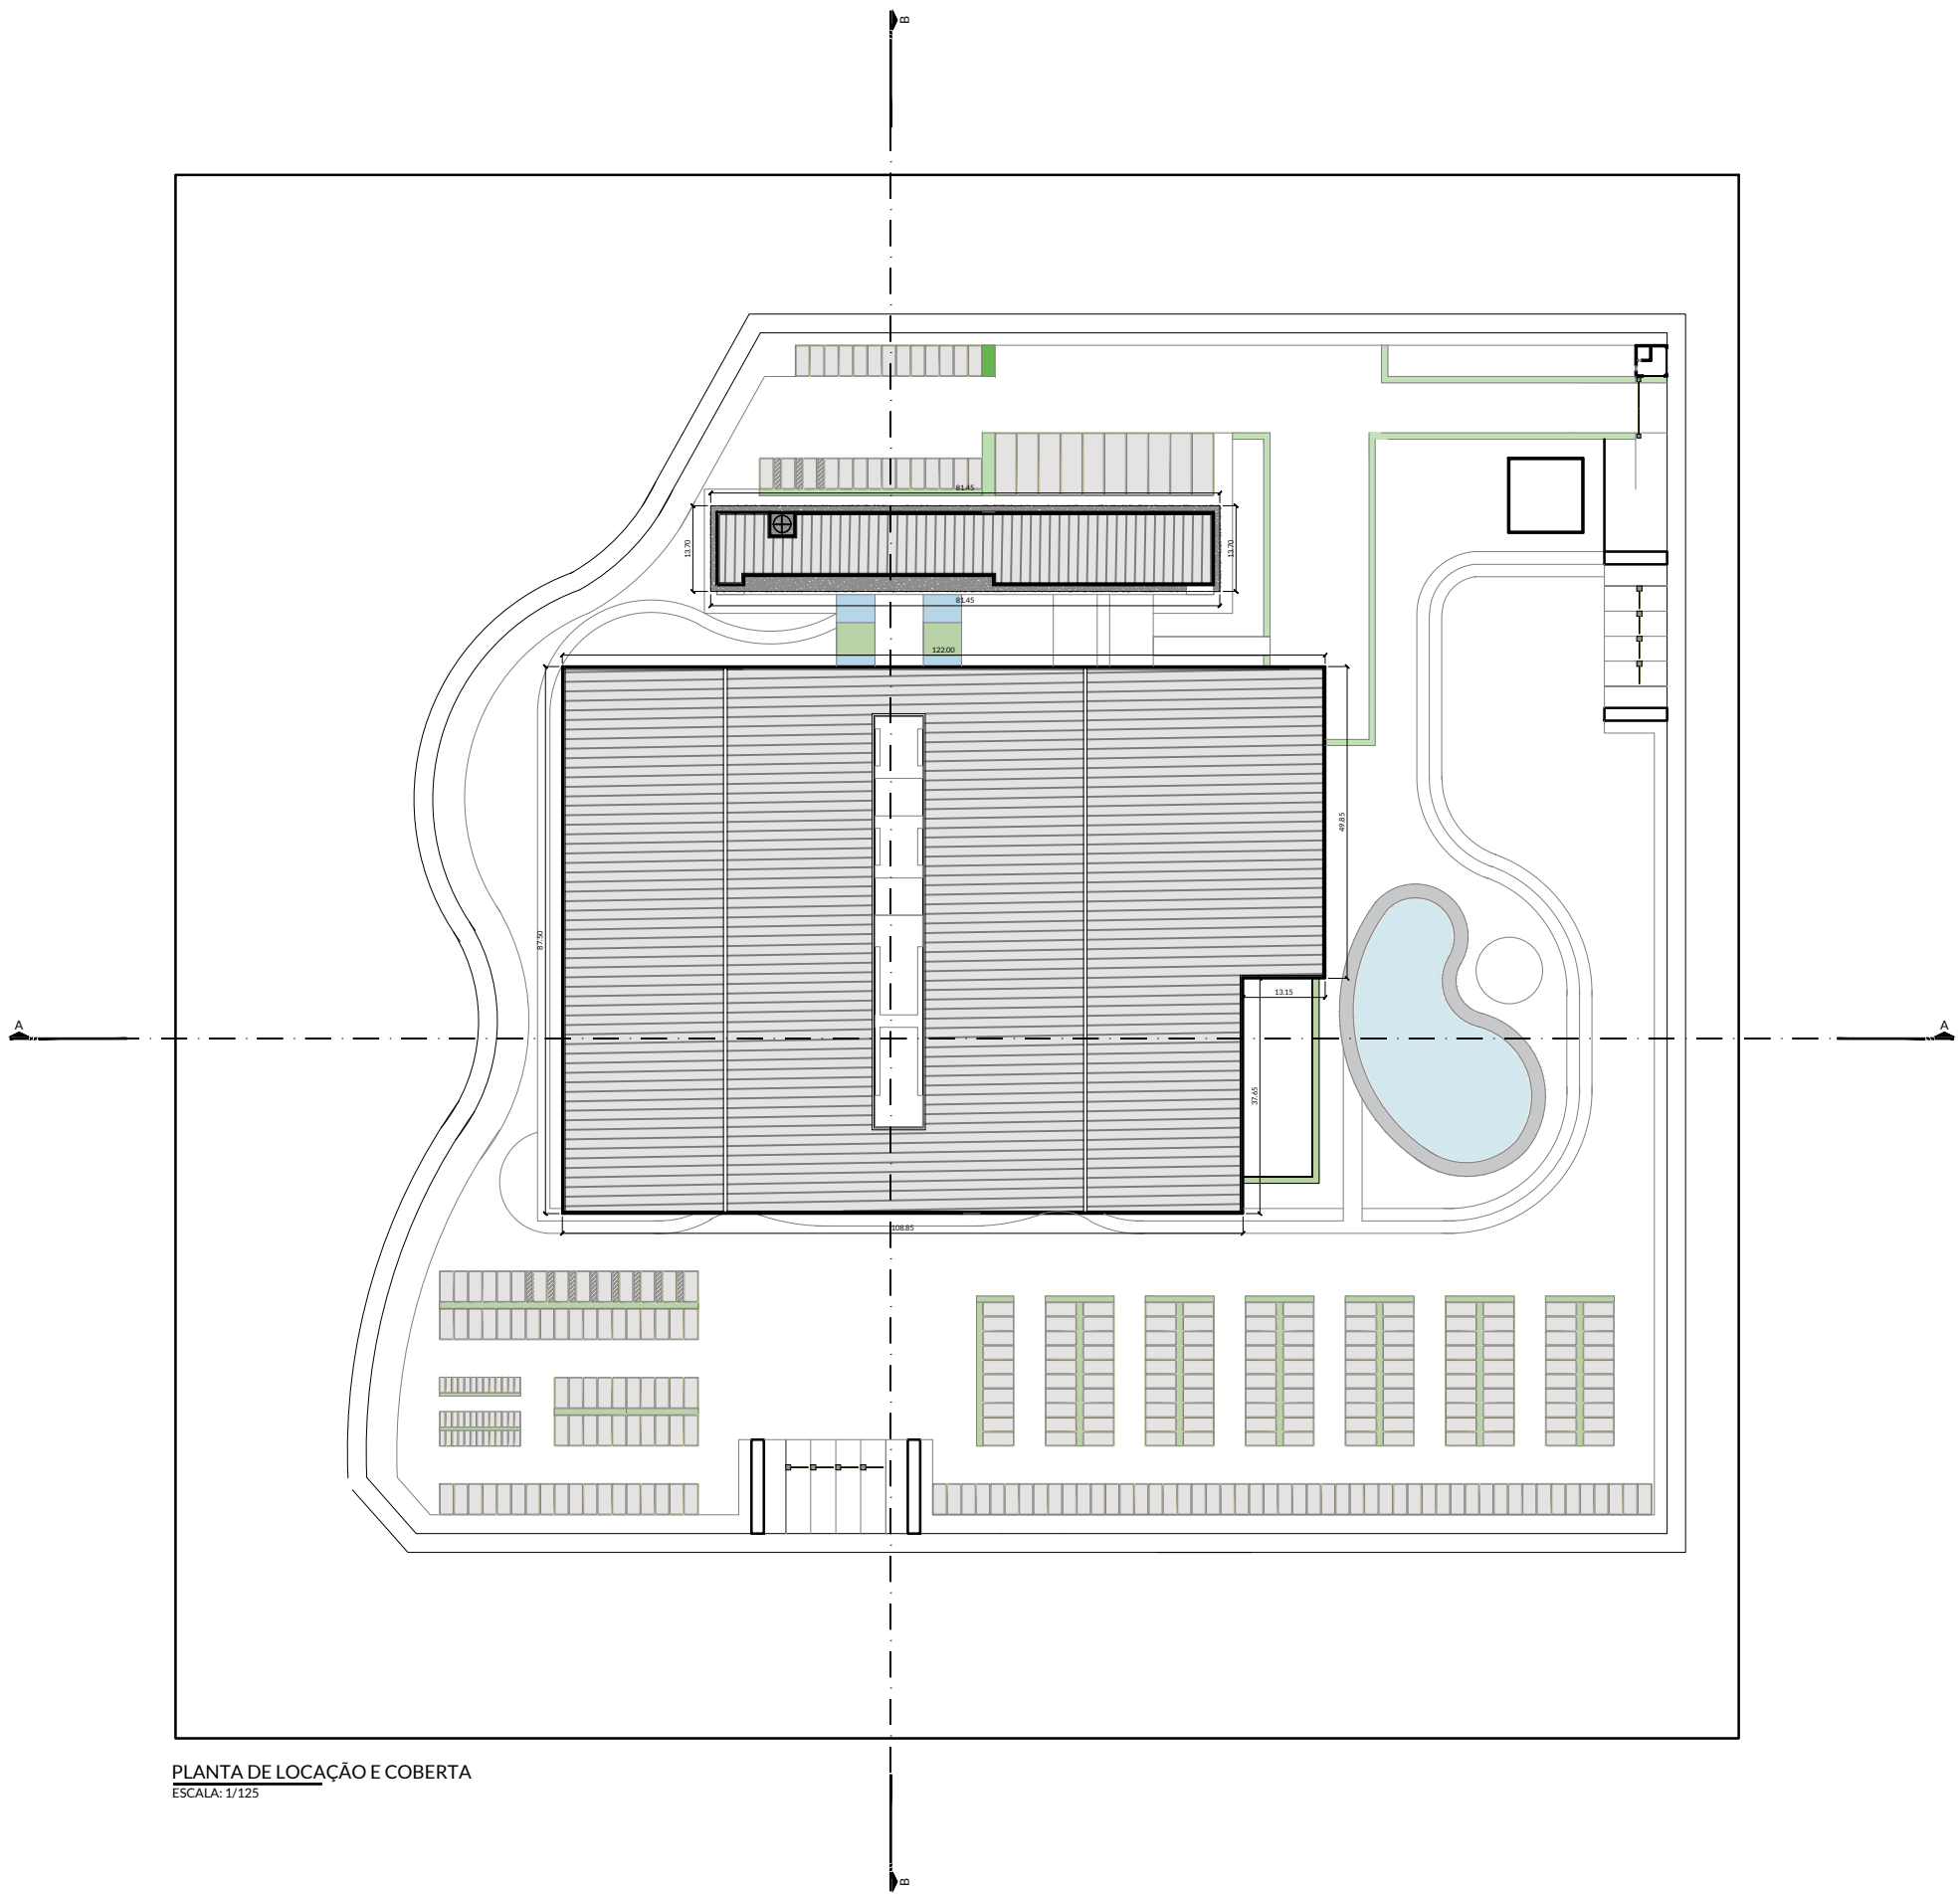 B
81.45
13.70
13.70
81.45
122.00
49.85
87.50
13.15
A
A
37.65
108.85
PLANTA DE LOCAÇÃO E COBERTA
ESCALA: 1/125
B